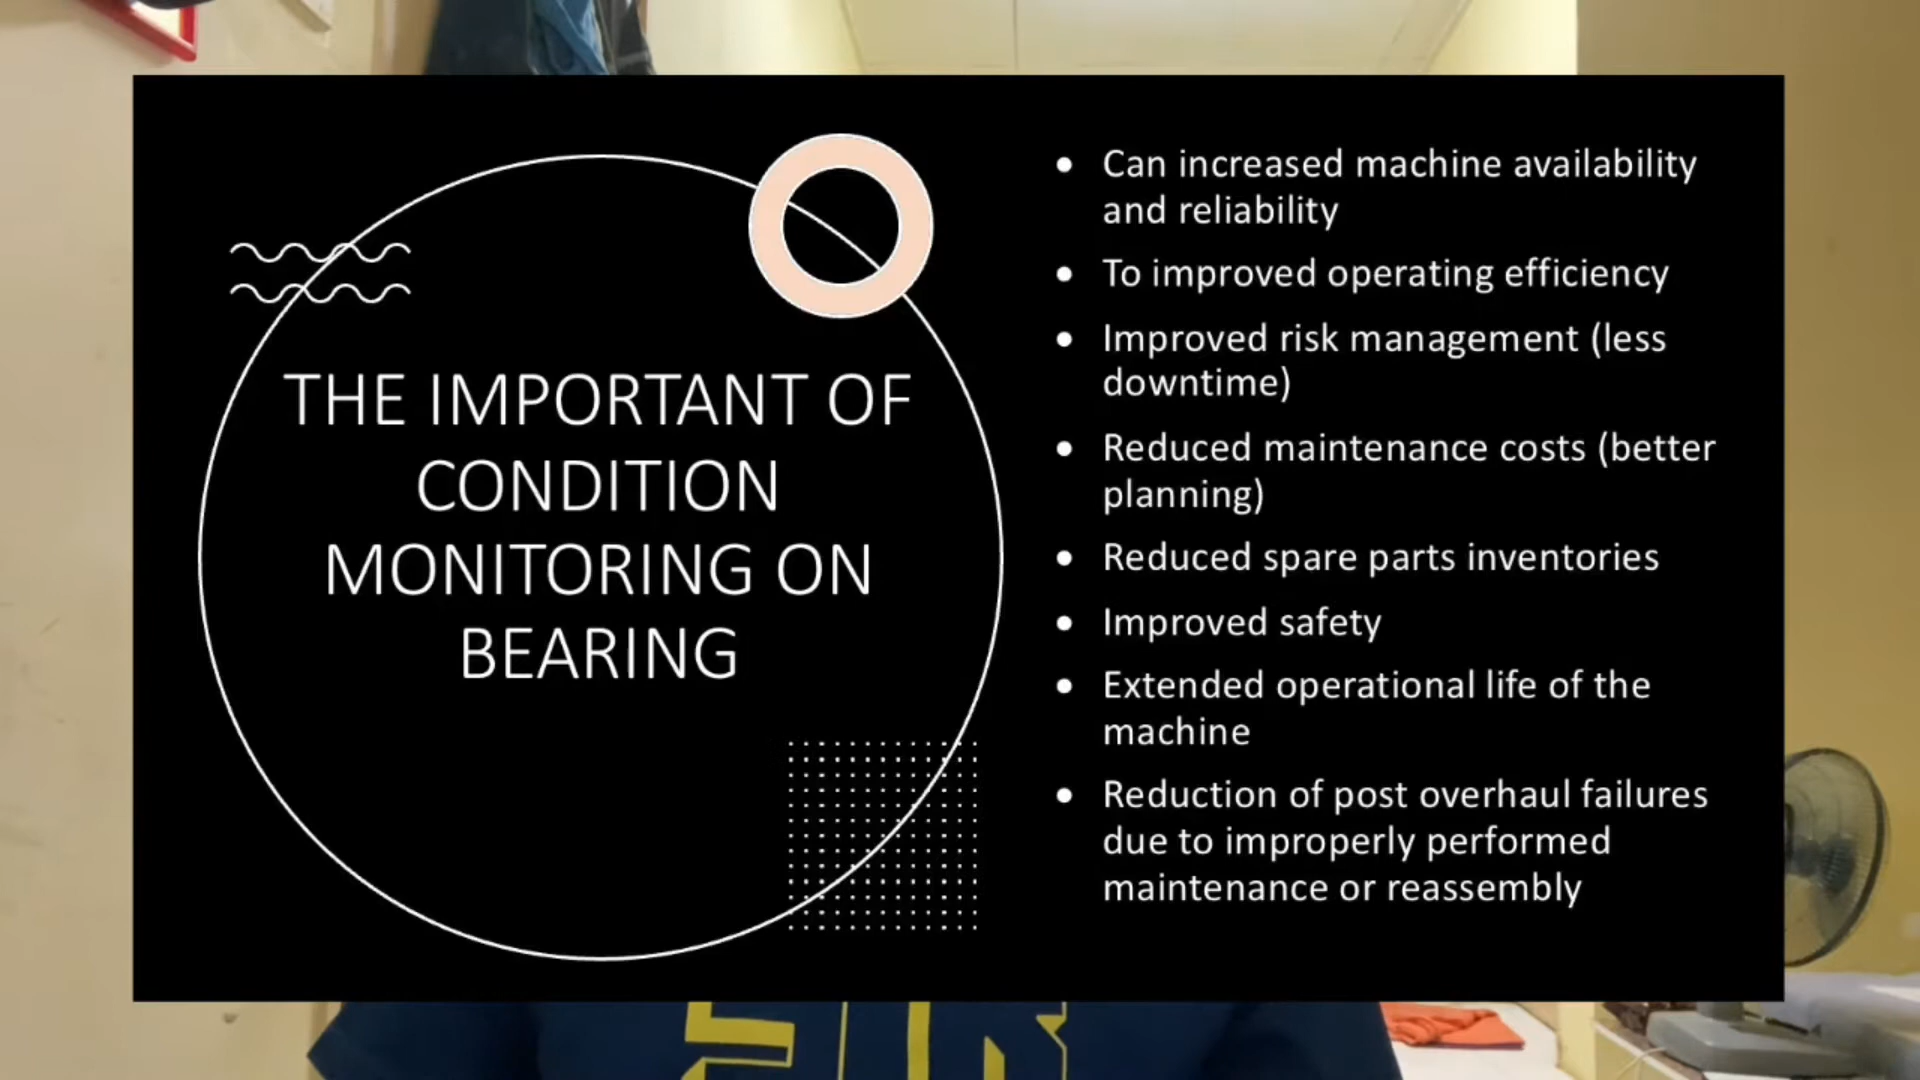 THE IMPORTANT OF
CONDITION
MONITORING ON
BEARING
• Can increased machine availability
and reliability
• To improved operating efficiency
• Improved risk management (less
downtime)
• Reduced maintenance costs (better
planning)
• Reduced spare parts inventories
• Improved safety
• Extended operational life of the
machine
• Reduction of post overhaul failures
due to improperly performed
maintenance or reassembly